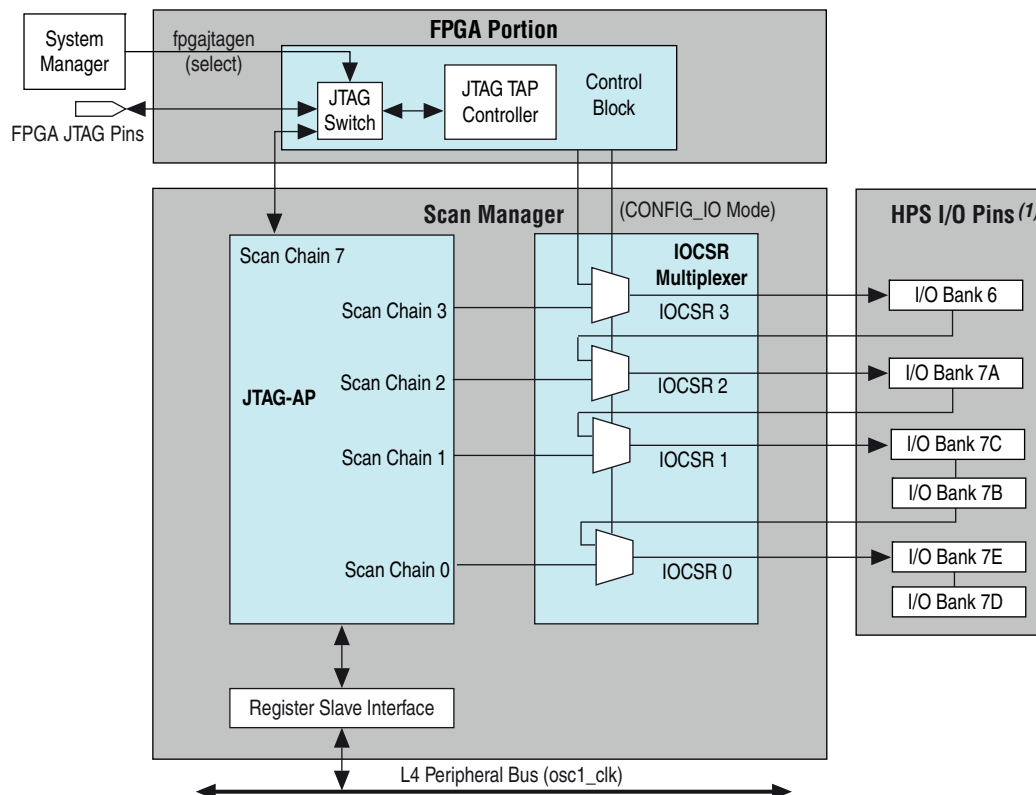 FPGA Portion
System
Manager
fpgajtagen
(select)
JTAG
Switch
JTAG TAP
Controller
Control
Block
FPGA JTAG Pins
Scan Manager
(CONFIG_IO Mode)
HPS I/O Pins (1)
Scan Chain 7
IOCSR
Multiplexer
Scan Chain 3
IOCSR 3
I/O Bank 6
Scan Chain 2
IOCSR 2
I/O Bank 7A
JTAG-AP
Scan Chain 1
IOCSR 1
I/O Bank 7C
I/O Bank 7B
Scan Chain 0
IOCSR 0
I/O Bank 7E
I/O Bank 7D
Register Slave Interface
L4 Peripheral Bus (osc1_clk)